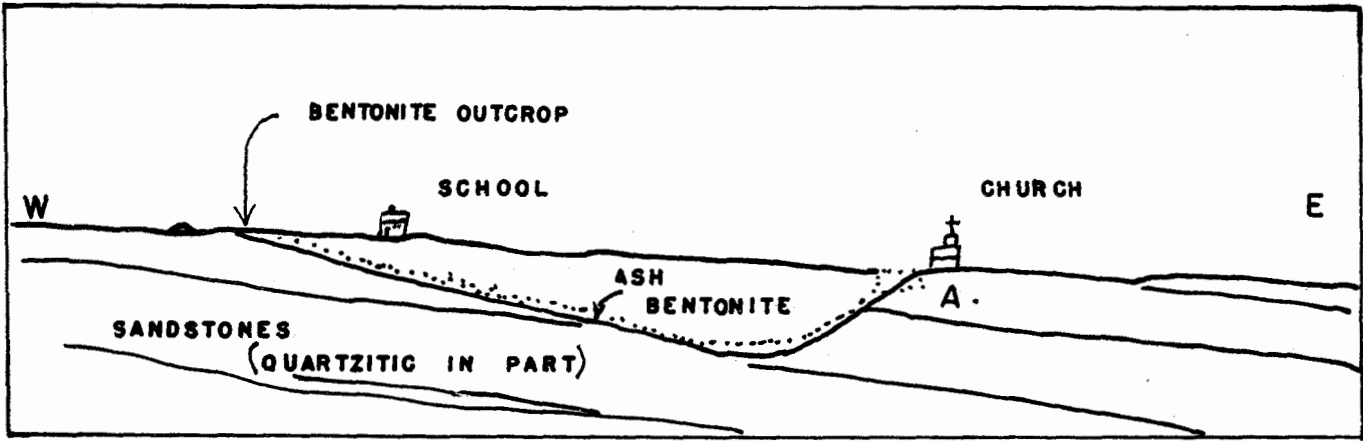 BENTONITE OUTCROP
SCHOOL
CHURCH
W
E
ASH
BENTONITE
A.
SANDSTONES
(QUARTZITIC IN PART)